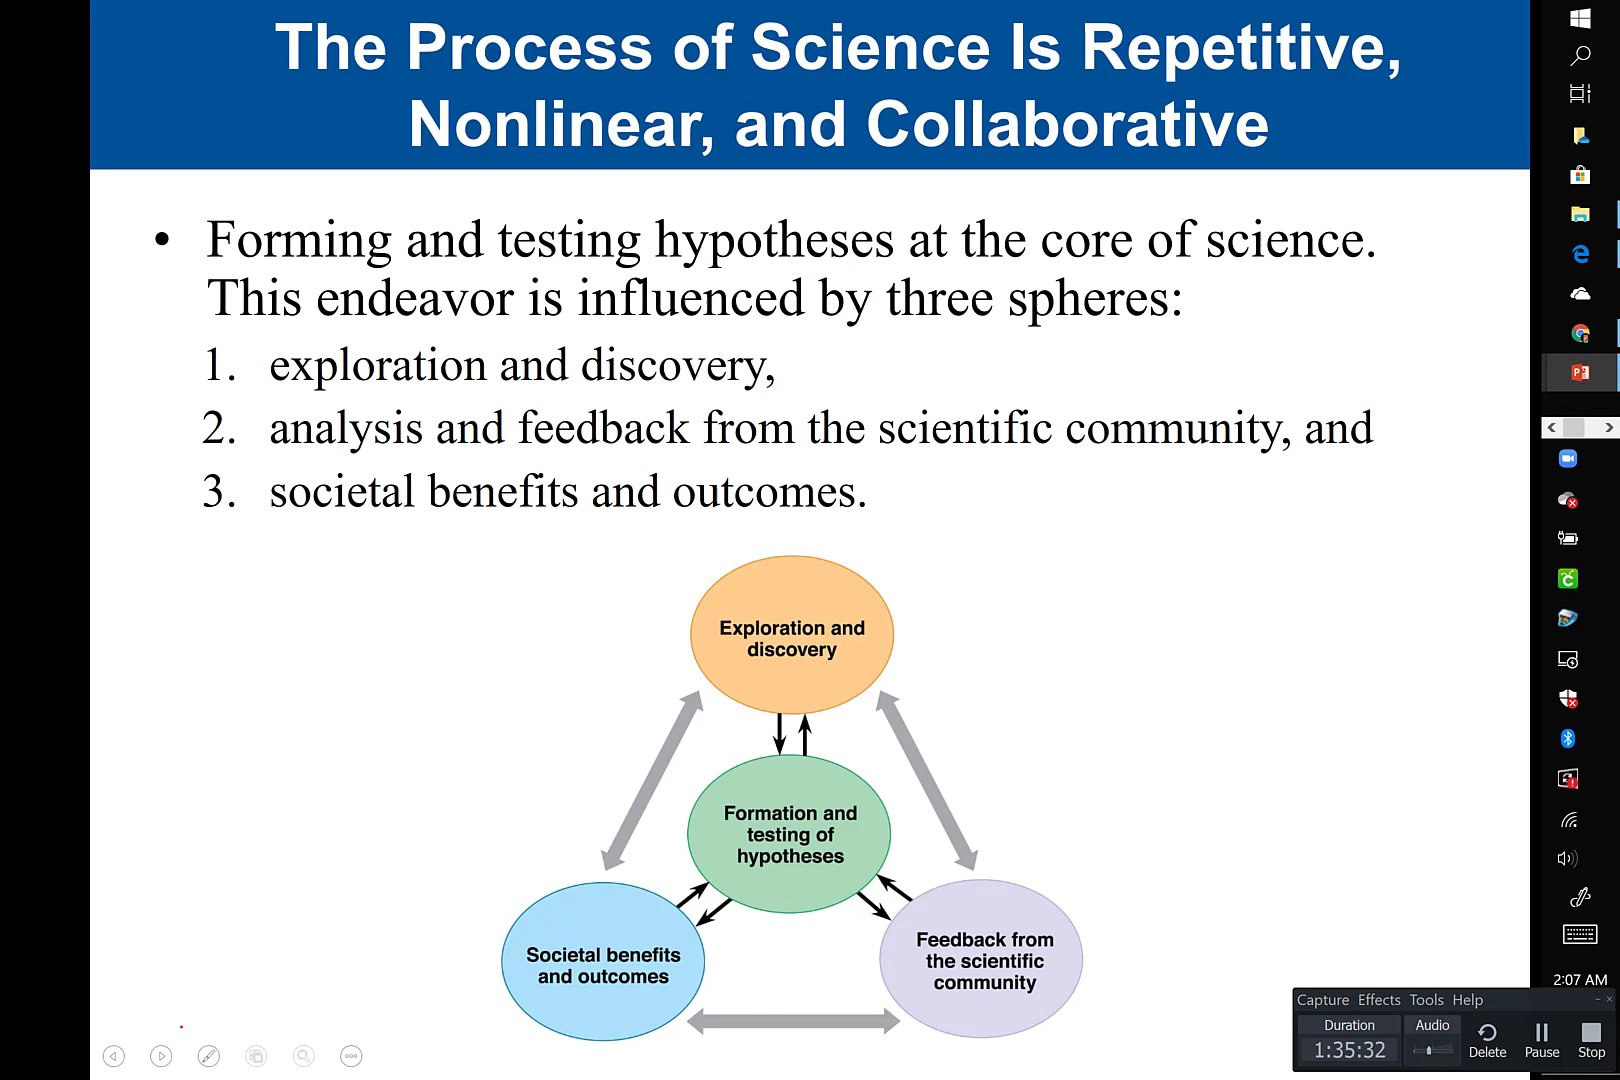 The Process of Science Is Repetitive,
Nonlinear, and Collaborative
• Forming and testing hypotheses at the core of science.
This endeavor is influenced by three spheres:
1. exploration and discovery,
2. analysis and feedback from the scientific community, and
3. societal benefits and outcomes.
Exploration and
discovery
Formation and
testing of
hypotheses
Societal benefits
and outcomes
Feedback from
the scientific
community
2:07 AM
Capture Effects Tools Help
Duration
1:35:32
Audio
Delete
Pause
Stop